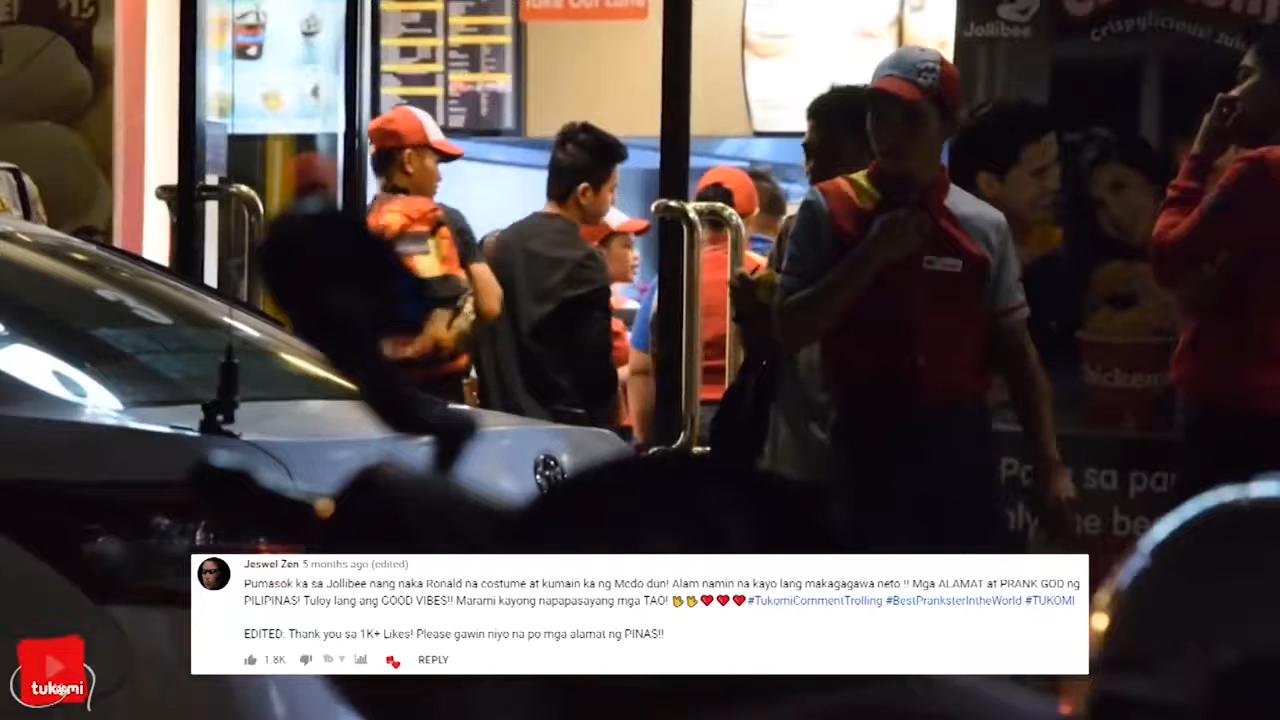 Take Out Lane
Jollibee
Crispylicious!
Jeswel Zen 5 months ago (edited)
Pumasok ka sa Jollibee nang naka Ronald na costume at kumain ka ng Mcdo dun! Alam namin na kayo lang makagagawa neto !! Mga ALAMAT at PRANK GOD ng
PILIPINAS! Tuloy lang ang GOOD VIBES!! Marami kayong napapasayang mga TAO! 🤟🤟❤❤❤#TukomiCommentTrolling #BestPranksterIntheWorld #TUKOMI
EDITED: Thank you sa 1K+ Likes! Please gawin niyo na po mga alamat ng PINAS!!
1.8K REPLY
tukomi